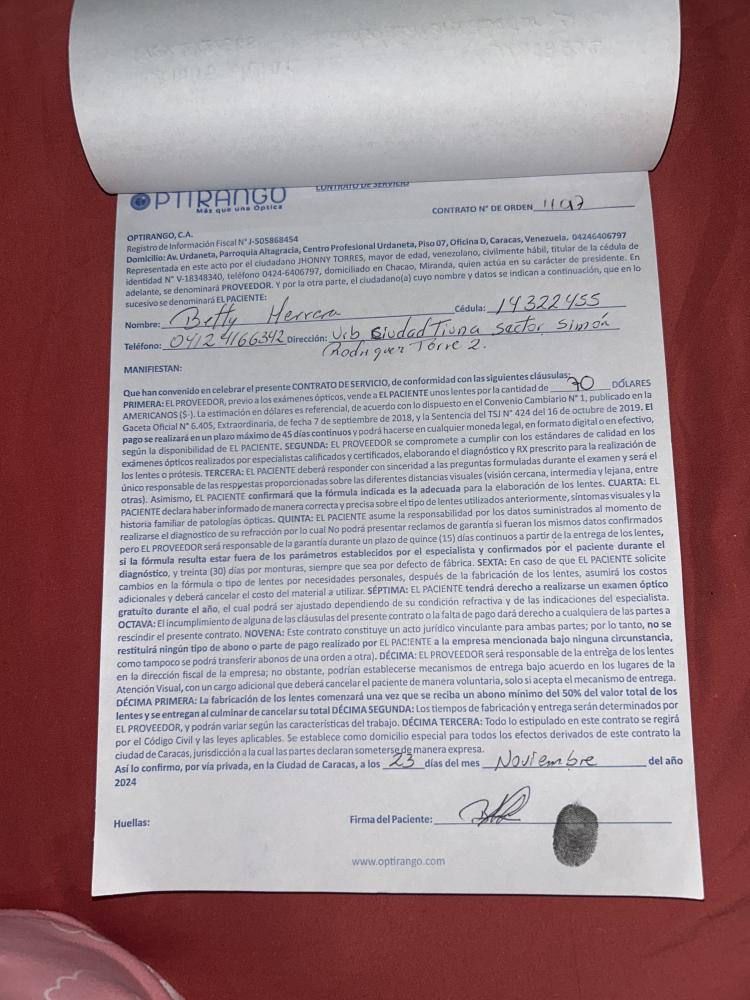 CONTRATO DE SERVICIO
OPTIRANGO
Más que una Óptica
CONTRATO N° DE ORDEN 1197
OPTIRANGO, C.A.
Registro de Información Fiscal N° J-505868454
Domicilio: Av. Urdaneta, Parroquia Altagracia, Centro Profesional Urdaneta, Piso 07, Oficina D, Caracas, Venezuela. 04246406797
Representada en este acto por el ciudadano JHONNY TORRES, mayor de edad, venezolano, civilmente hábil, titular de la cédula de
identidad N° V-18348340, teléfono 0424-6406797, domiciliado en Chacao, Miranda, quien actúa en su carácter de presidente. En
adelante, se denominará PROVEEDOR. Y por la otra parte, el ciudadano(a) cuyo nombre y datos se indican a continuación, que en lo
sucesivo se denominará EL PACIENTE:
Nombre: Betty Herrera Cédula: 14322455
Teléfono: 04124166342 Dirección: Urb Ciudad Tiuna Sector Simón
Rodriguez Torre 2.
MANIFIESTAN:
Que han convenido en celebrar el presente CONTRATO DE SERVICIO, de conformidad con las siguientes cláusulas:
PRIMERA: EL PROVEEDOR, previo a los exámenes ópticos, vende a EL PACIENTE unos lentes por la cantidad de 70 DÓLARES
AMERICANOS ($-). La estimación en dólares es referencial, de acuerdo con lo dispuesto en el Convenio Cambiario N° 1, publicado en la
Gaceta Oficial N° 6.405, Extraordinaria, de fecha 7 de septiembre de 2018, y la Sentencia del TSJ N° 424 del 16 de octubre de 2019. El
pago se realizará en un plazo máximo de 45 días continuos y podrá hacerse en cualquier moneda legal, en formato digital o en efectivo,
según la disponibilidad de EL PACIENTE. SEGUNDA: EL PROVEEDOR se compromete a cumplir con los estándares de calidad en los
exámenes ópticos realizados por especialistas calificados y certificados, elaborando el diagnóstico y RX prescrito para la realización de
los lentes o prótesis. TERCERA: EL PACIENTE deberá responder con sinceridad a las preguntas formuladas durante el examen y será el
único responsable de las respuestas proporcionadas sobre las diferentes distancias visuales (visión cercana, intermedia y lejana, entre
otras). Asimismo, EL PACIENTE confirmará que la fórmula indicada es la adecuada para la elaboración de los lentes. CUARTA: EL
PACIENTE declara haber informado de manera correcta y precisa sobre el tipo de lentes utilizados anteriormente, síntomas visuales y la
historia familiar de patologías ópticas. QUINTA: EL PACIENTE asume la responsabilidad por los datos suministrados al momento de
realizarse el diagnostico de su refracción por lo cual No podrá presentar reclamos de garantía si fueran los mismos datos confirmados
pero EL PROVEEDOR será responsable de la garantía durante un plazo de quince (15) días continuos a partir de la entrega de los lentes,
si la fórmula resulta estar fuera de los parámetros establecidos por el especialista y confirmados por el paciente durante el
diagnóstico, y treinta (30) días por monturas, siempre que sea por defecto de fábrica. SEXTA: En caso de que EL PACIENTE solicite
cambios en la fórmula o tipo de lentes por necesidades personales, después de la fabricación de los lentes, asumirá los costos
adicionales y deberá cancelar el costo del material a utilizar. SÉPTIMA: EL PACIENTE tendrá derecho a realizarse un examen óptico
gratuito durante el año, el cual podrá ser ajustado dependiendo de su condición refractiva y de las indicaciones del especialista.
OCTAVA: El incumplimiento de alguna de las cláusulas del presente contrato o la falta de pago dará derecho a cualquiera de las partes a
rescindir el presente contrato. NOVENA: Este contrato constituye un acto jurídico vinculante para ambas partes; por lo tanto, no se
restituirá ningún tipo de abono o parte de pago realizado por EL PACIENTE a la empresa mencionada bajo ninguna circunstancia,
como tampoco se podrá transferir abonos de una orden a otra). DÉCIMA: EL PROVEEDOR será responsable de la entrega de los lentes
en la dirección fiscal de la empresa; no obstante, podrían establecerse mecanismos de entrega bajo acuerdo en los lugares de la
Atención Visual, con un cargo adicional que deberá cancelar el paciente de manera voluntaria, solo si acepta el mecanismo de entrega.
DÉCIMA PRIMERA: La fabricación de los lentes comenzará una vez que se reciba un abono mínimo del 50% del valor total de los
lentes y se entregan al culminar de cancelar su total DÉCIMA SEGUNDA: Los tiempos de fabricación y entrega serán determinados por
EL PROVEEDOR, y podrán variar según las características del trabajo. DÉCIMA TERCERA: Todo lo estipulado en este contrato se regirá
por el Código Civil y las leyes aplicables. Se establece como domicilio especial para todos los efectos derivados de este contrato la
ciudad de Caracas, jurisdicción a la cual las partes declaran someterse de manera expresa.
Así lo confirmo, por vía privada, en la Ciudad de Caracas, a los 23 días del mes Noviembre del año
2024
Huellas: Firma del Paciente:
www.optirango.com